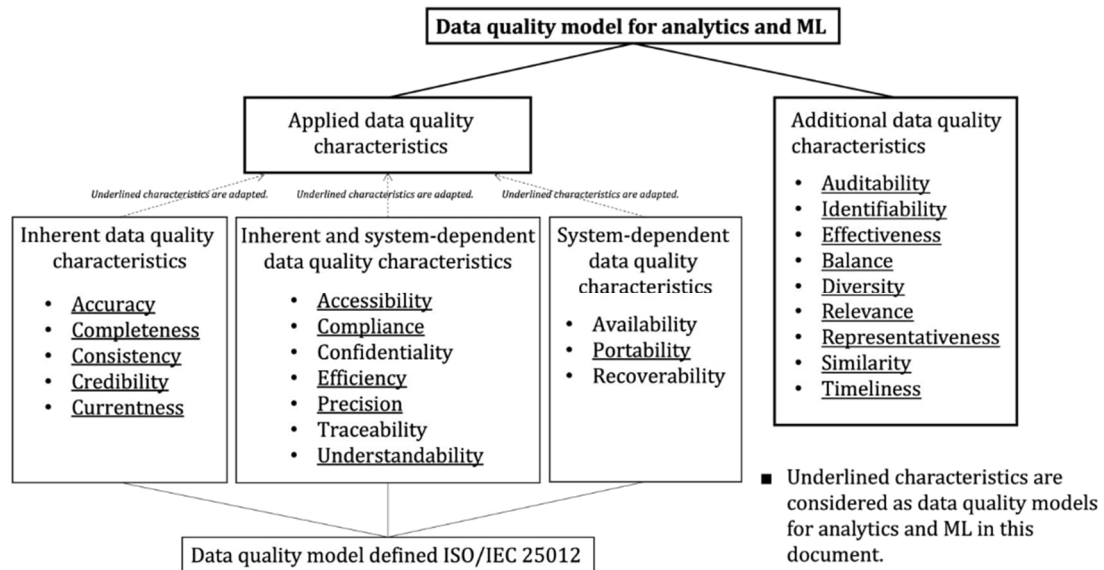 Data quality model for analytics and ML
Applied data quality
characteristics
Underlined characteristics are adapted.
Underlined characteristics are adapted.
Underlined characteristics are adapted.
Inherent data quality
characteristics
• Accuracy
• Completeness
• Consistency
• Credibility
• Currentness
Inherent and system-dependent
data quality characteristics
• Accessibility
• Compliance
• Confidentiality
• Efficiency
• Precision
• Traceability
• Understandability
System-dependent
data quality
characteristics
• Availability
• Portability
• Recoverability
Additional data quality
characteristics
• Auditability
• Identifiability
• Effectiveness
• Balance
• Diversity
• Relevance
• Representativeness
• Similarity
• Timeliness
■ Underlined characteristics are
considered as data quality models
for analytics and ML in this
document.
Data quality model defined ISO/IEC 25012